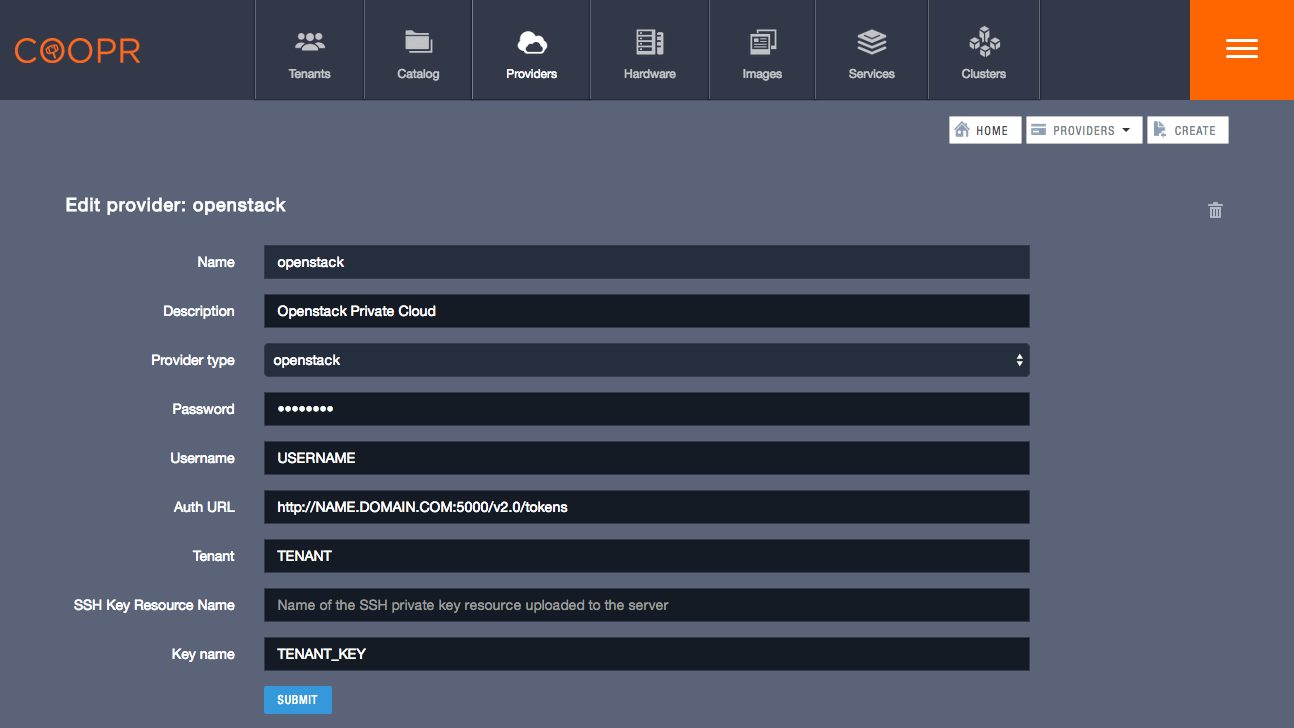 COOPR
Tenants
Catalog
Providers
Hardware
Images
Services
Clusters
HOME
PROVIDERS
CREATE
Edit provider: openstack
Name
openstack
Description
Openstack Private Cloud
Provider type
openstack
Password
••••••••
Username
USERNAME
Auth URL
http://NAME.DOMAIN.COM:5000/v2.0/tokens
Tenant
TENANT
SSH Key Resource Name
Name of the SSH private key resource uploaded to the server
Key name
TENANT_KEY
SUBMIT